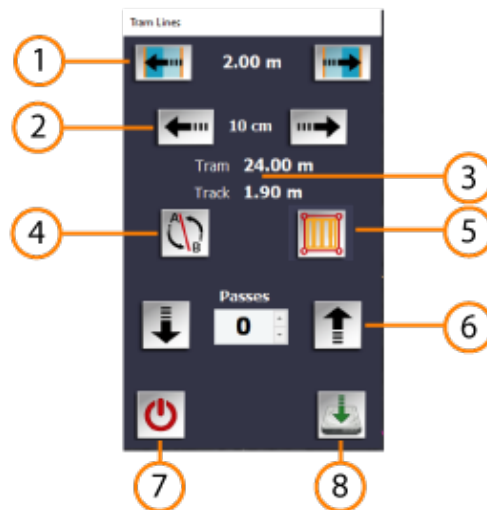 Tram Lines
1
2.00 m
2
10 cm
Tram 24.00 m
3
Track 1.90 m
4
A
B
5
Passes
0
6
7
8